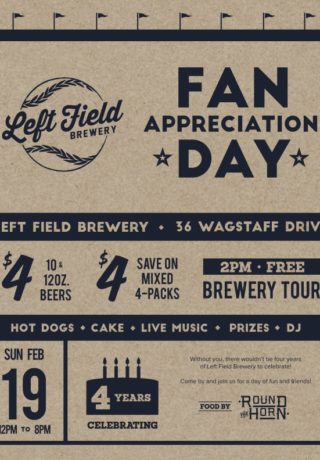 Left Field
BREWERY
FAN
APPRECIATION
★ DAY ★
LEFT FIELD BREWERY • 36 WAGSTAFF DRIV
$4 10 & 12OZ. BEERS
$4 SAVE ON MIXED 4-PACKS
2PM • FREE
BREWERY TOUR
HOT DOGS • CAKE • LIVE MUSIC • PRIZES • DJ
SUN FEB
19
12PM TO 8PM
4 YEARS
CELEBRATING
Without you, there wouldn't be four years
of Left Field Brewery to celebrate!
Come by and join us for a day of fun and friends!
FOOD BY
ROUND
THE HORN